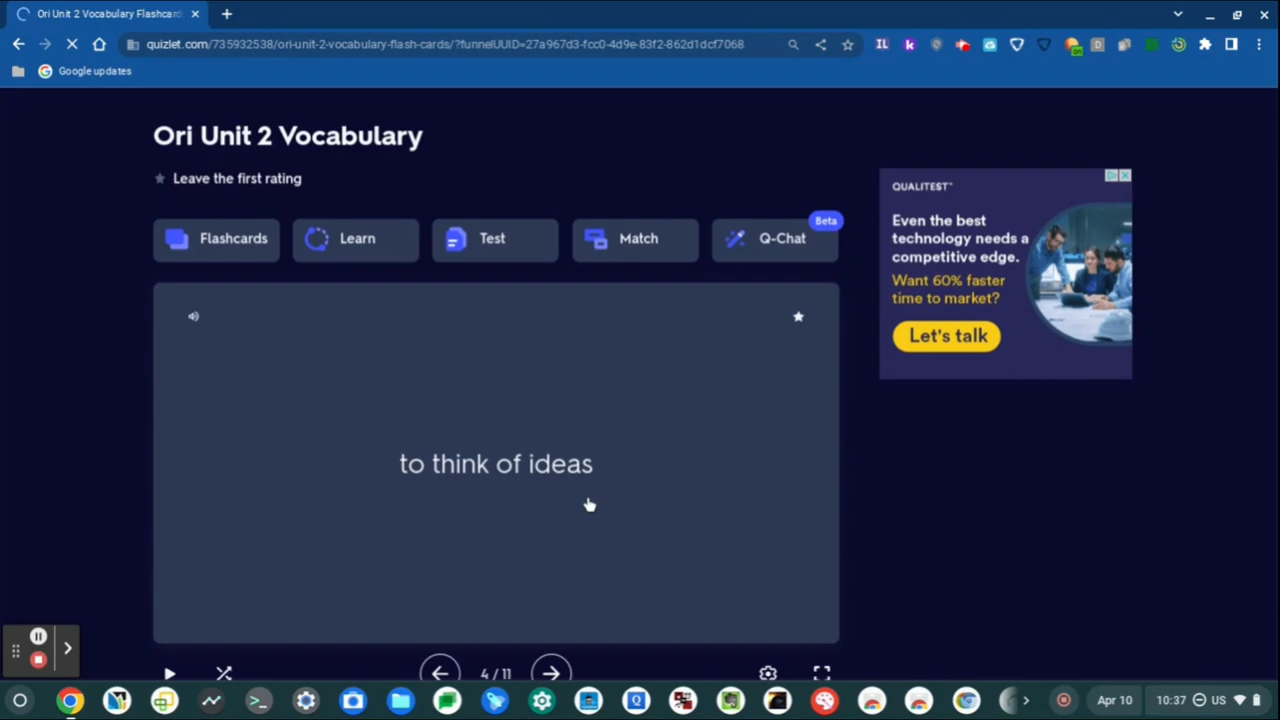 Ori Unit 2 Vocabulary Flashcard
quizlet.com/735932538/ori-unit-2-vocabulary-flash-cards/?funnelUUID=27a967d3-fcc0-4d9e-83f2-862d1dcf7068
Google updates
Ori Unit 2 Vocabulary
Leave the first rating
Flashcards
Learn
Test
Match
Q-Chat
Beta
to think of ideas
4 / 11
QUALITEST
Even the best
technology needs a
competitive edge.
Want 60% faster
time to market?
Let's talk
Apr 10
10:37
US